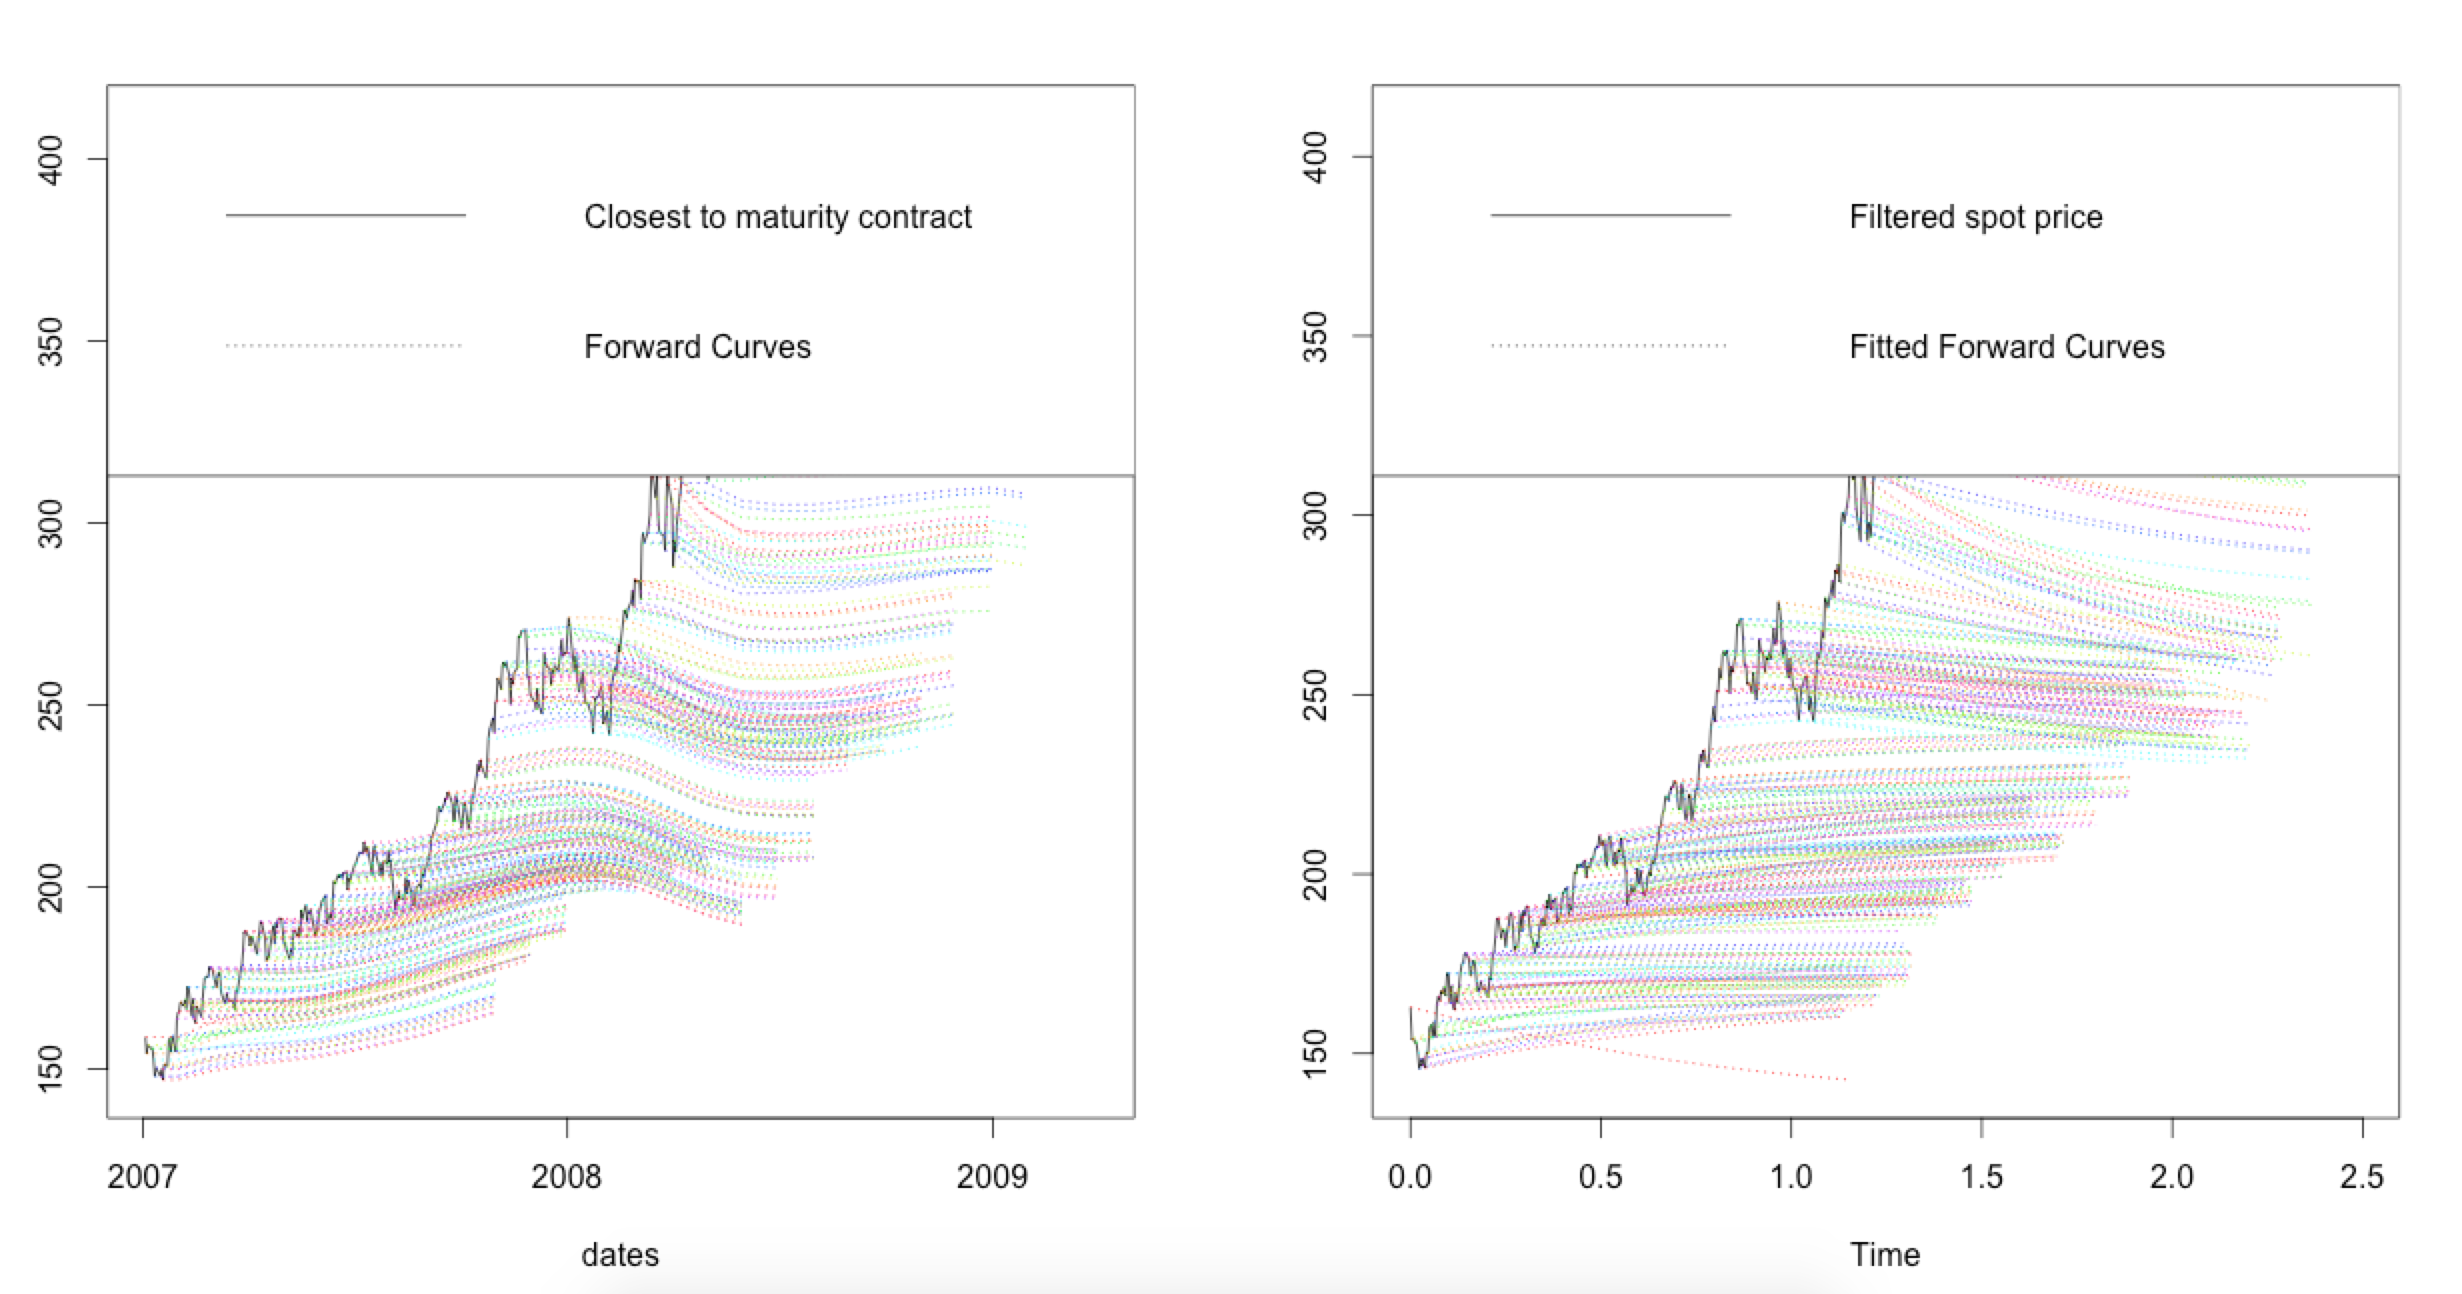 400
350
300
250
200
150
Closest to maturity contract
Forward Curves
2007 2008 2009
dates
400
350
300
250
200
150
Filtered spot price
Fitted Forward Curves
0.0 0.5 1.0 1.5 2.0 2.5
Time